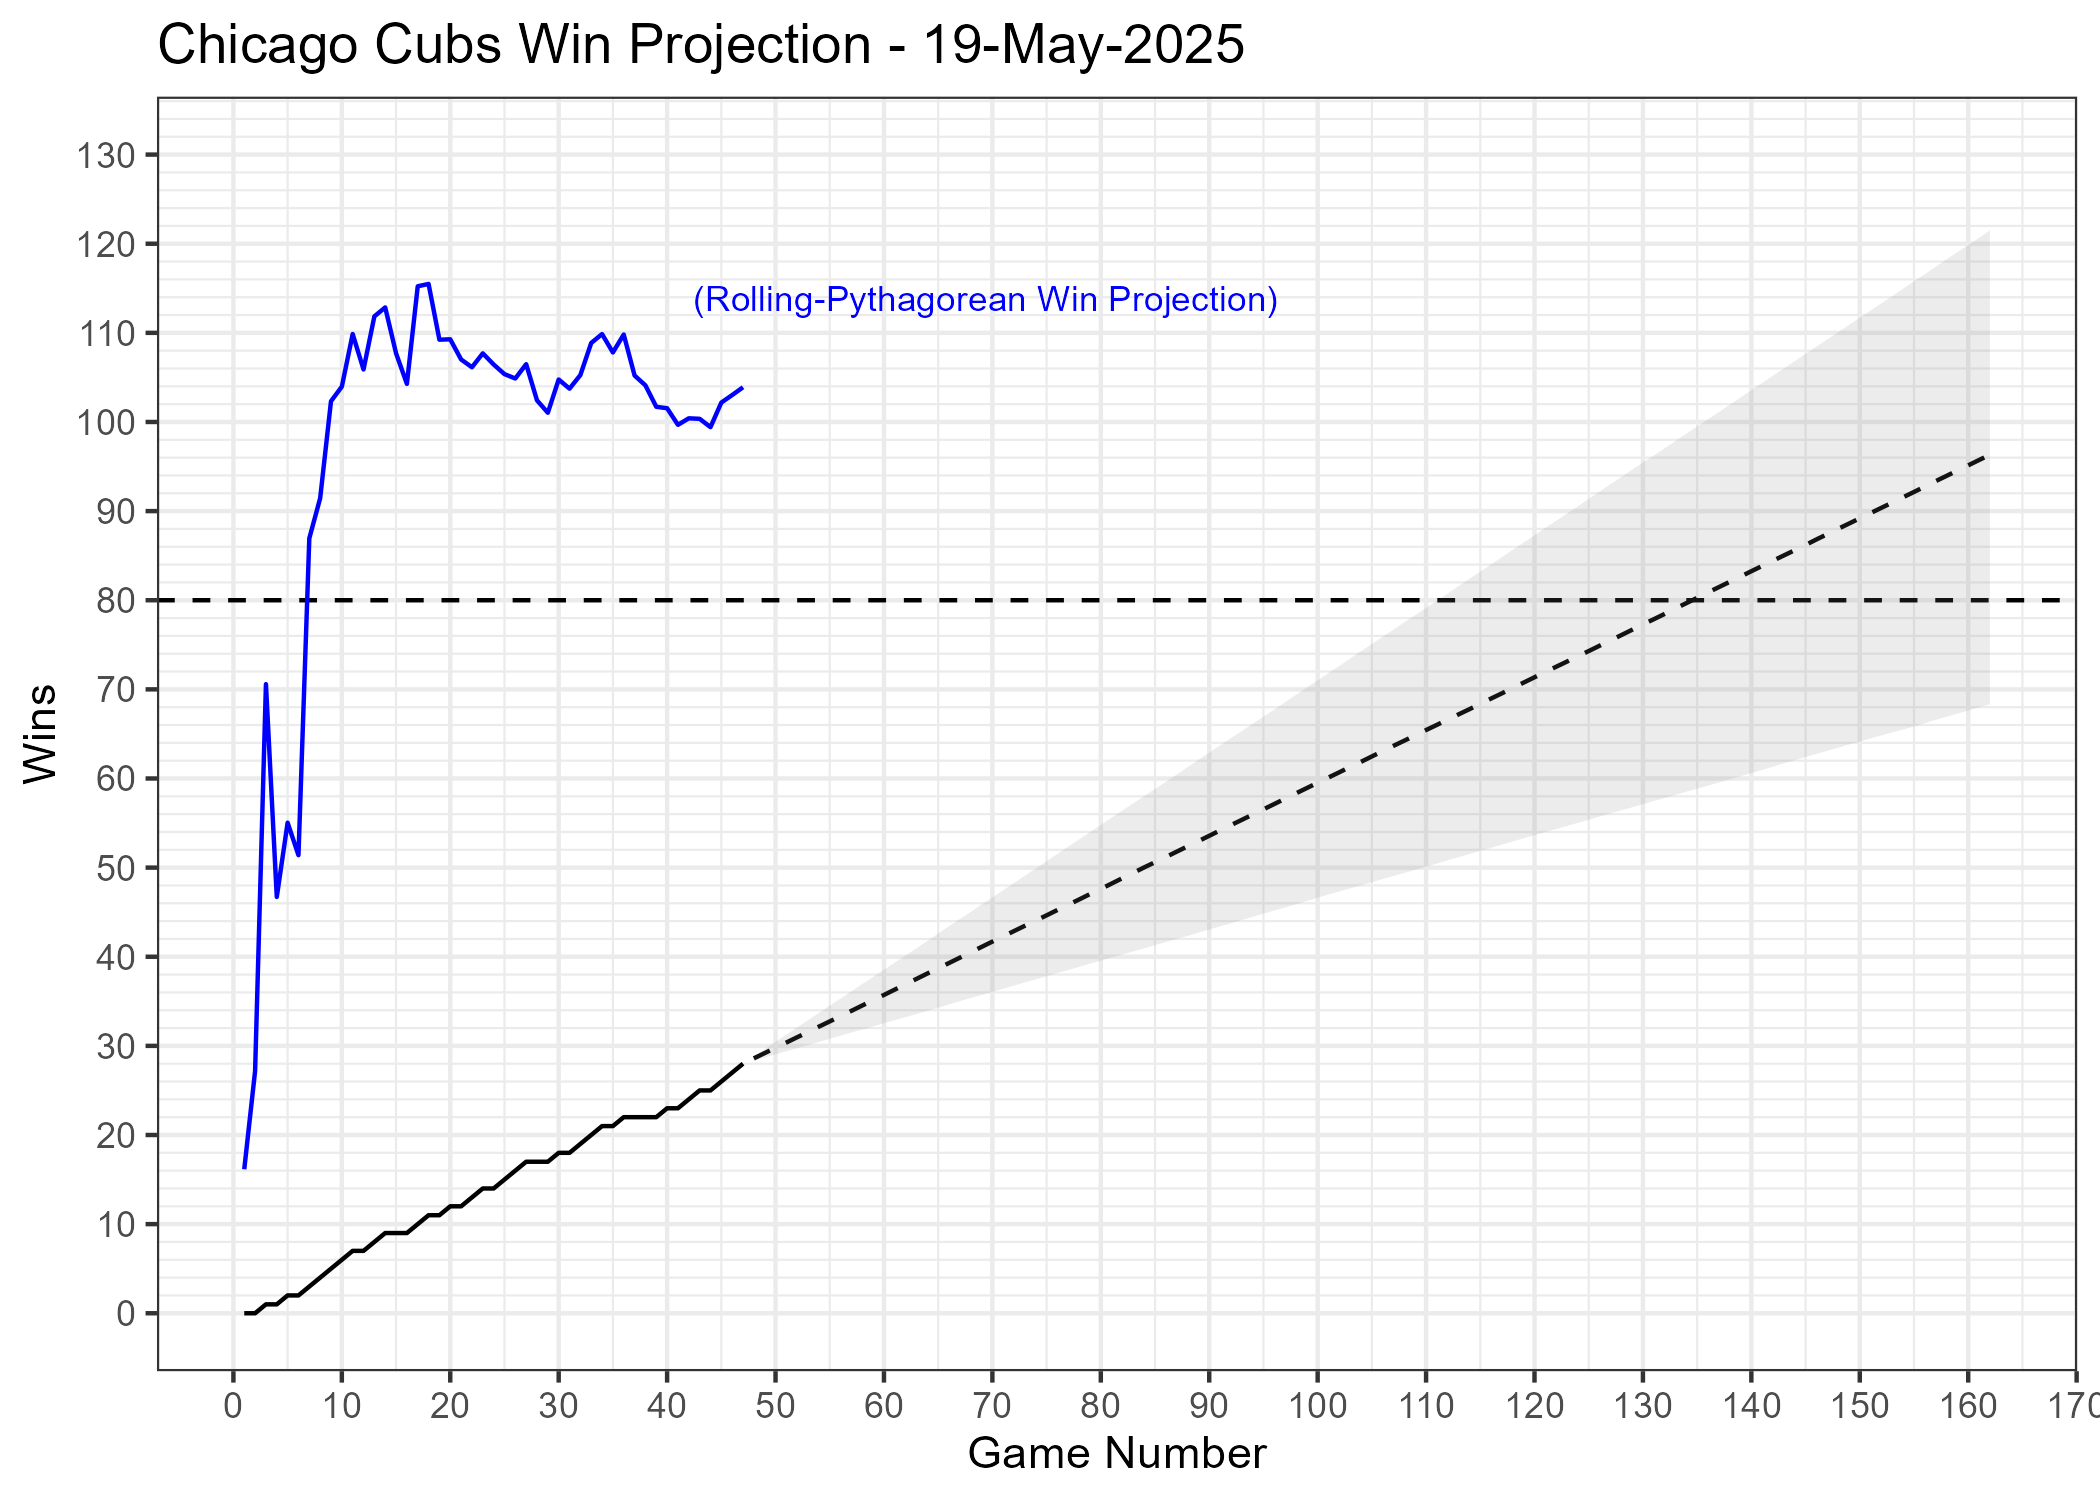 Chicago Cubs Win Projection - 19-May-2025
130
120
110
100
90
80
70
60
50
40
30
20
10
0
(Rolling-Pythagorean Win Projection)
Wins
0 10 20 30 40 50 60 70 80 90 100 110 120 130 140 150 160 170
Game Number